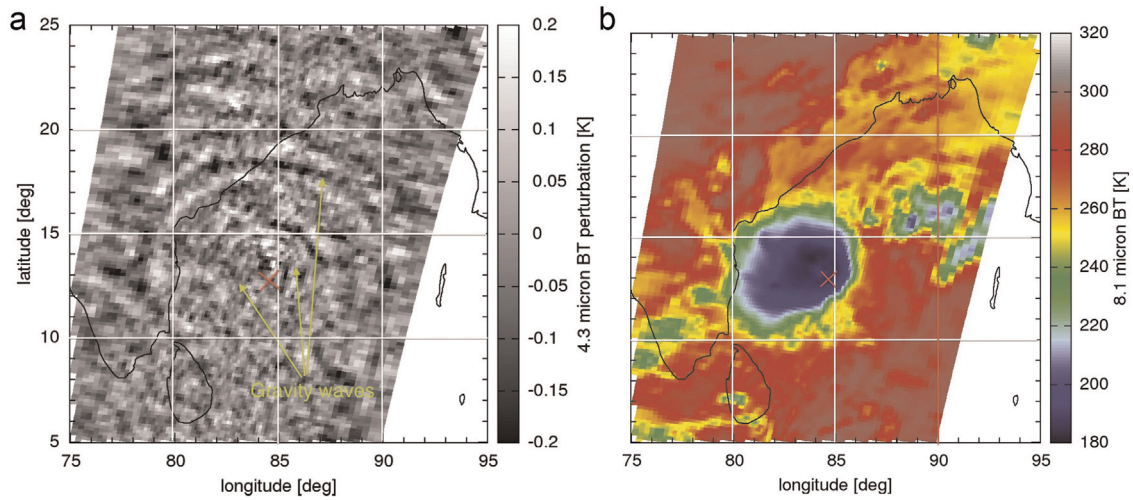 a
25
20
15
10
5
latitude [deg]
75 80 85 90 95
longitude [deg]
Gravity waves
0.2
0.15
0.1
0.05
0
-0.05
-0.1
-0.15
-0.2
4.3 micron BT perturbation [K]
b
75 80 85 90 95
longitude [deg]
320
300
280
260
240
220
200
180
8.1 micron BT [K]